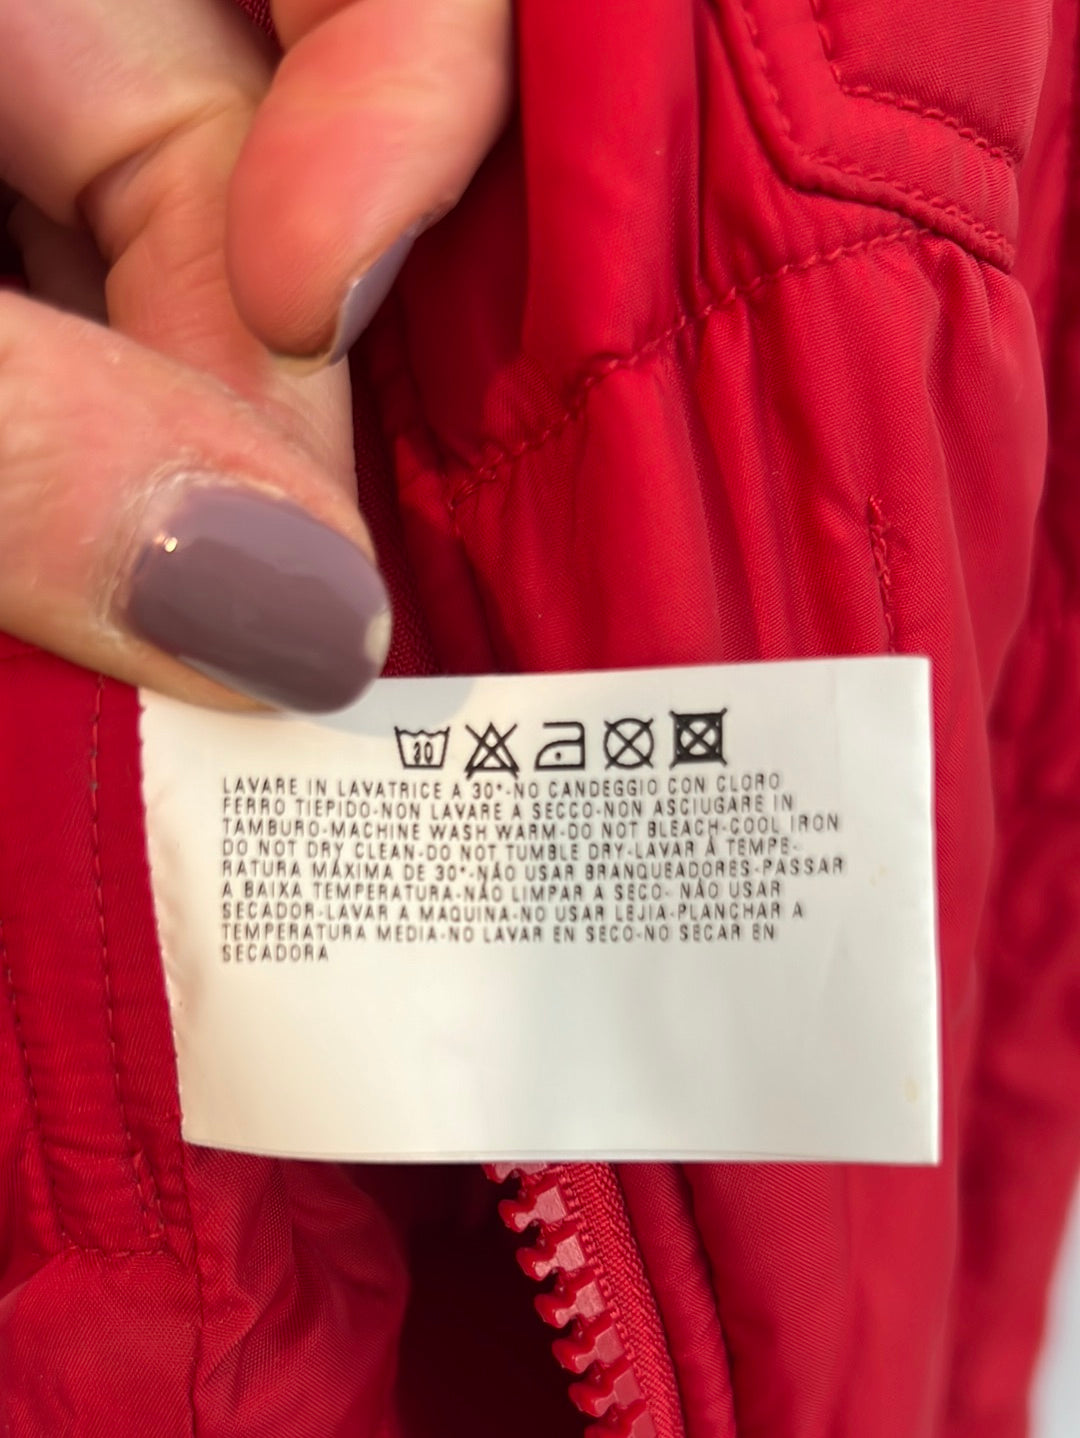 30
LAVARE IN LAVATRICE A 30°-NO CANDEGGIO CON CLORO
FERRO TIEPIDO-NON LAVARE A SECCO-NON ASCIUGARE IN
TAMBURO-MACHINE WASH WARM-DO NOT BLEACH-COOL IRON
DO NOT DRY CLEAN-DO NOT TUMBLE DRY-LAVAR Á TEMPE-
RATURA MÁXIMA DE 30°-NÃO USAR BRANQUEADORES-PASSAR
A BAIXA TEMPERATURA-NÃO LIMPAR A SECO- NÃO USAR
SECADOR-LAVAR A MAQUINA-NO USAR LEJIA-PLANCHAR A
TEMPERATURA MEDIA-NO LAVAR EN SECO-NO SECAR EN
SECADORA